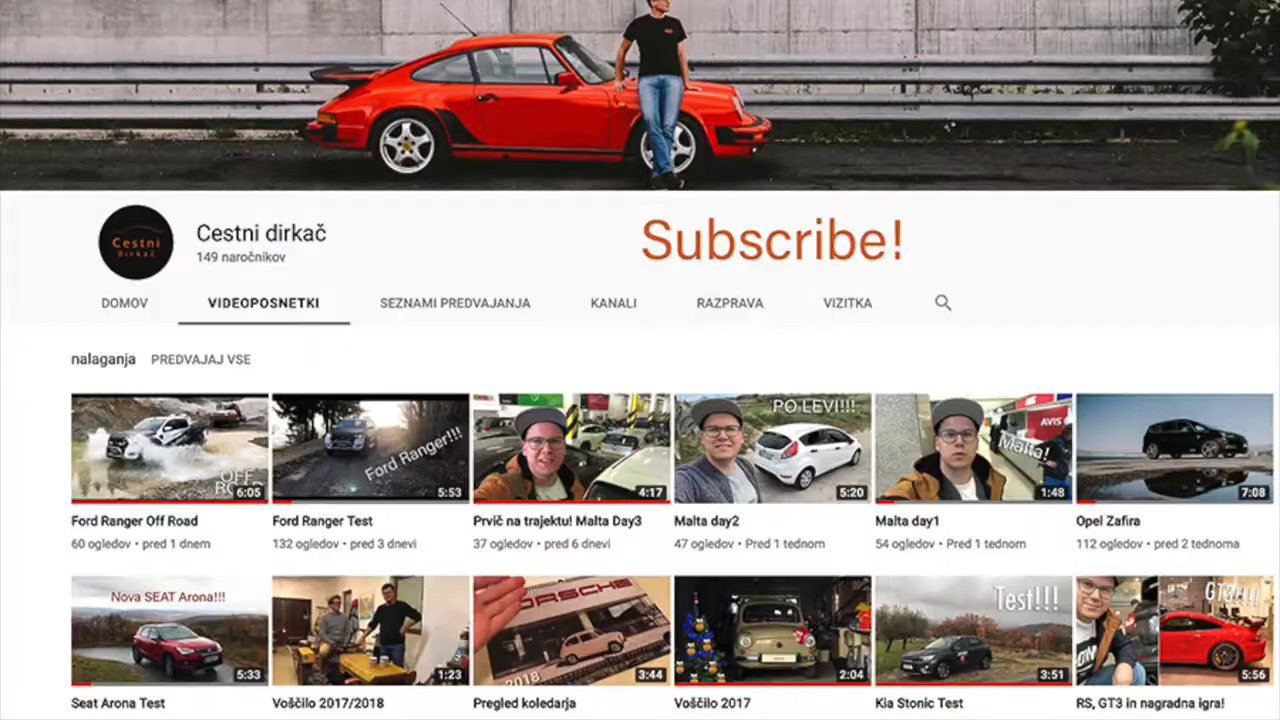 Cestni
dirkač
Cestni dirkač
149 naročnikov
Subscribe!
DOMOV VIDEOPOSNETKI SEZNAMI PREDVAJANJA KANALI RAZPRAVA VIZITKA
nalaganja PREDVAJAJ VSE
OFF
ROAD
6:05
Ford Ranger!!!
5:53
4:17
PO LEVI!!!
5:20
AVIS
Malta!
1:48
7:08
Ford Ranger Off Road
60 ogledov • pred 1 dnem
Ford Ranger Test
132 ogledov • pred 3 dnevi
Prvič na trajektu! Malta Day3
37 ogledov • pred 6 dnevi
Malta day2
47 ogledov • Pred 1 tednom
Malta day1
54 ogledov • Pred 1 tednom
Opel Zafira
112 ogledov • pred 2 tednoma
Nova SEAT Arona!!!
5:33
1:23
PORSCHE
2018
3:44
2:04
Test!!!
3:51
GT3!!!
5:56
Seat Arona Test
Voščilo 2017/2018
Pregled koledarja
Voščilo 2017
Kia Stonic Test
RS, GT3 in nagradna igra!